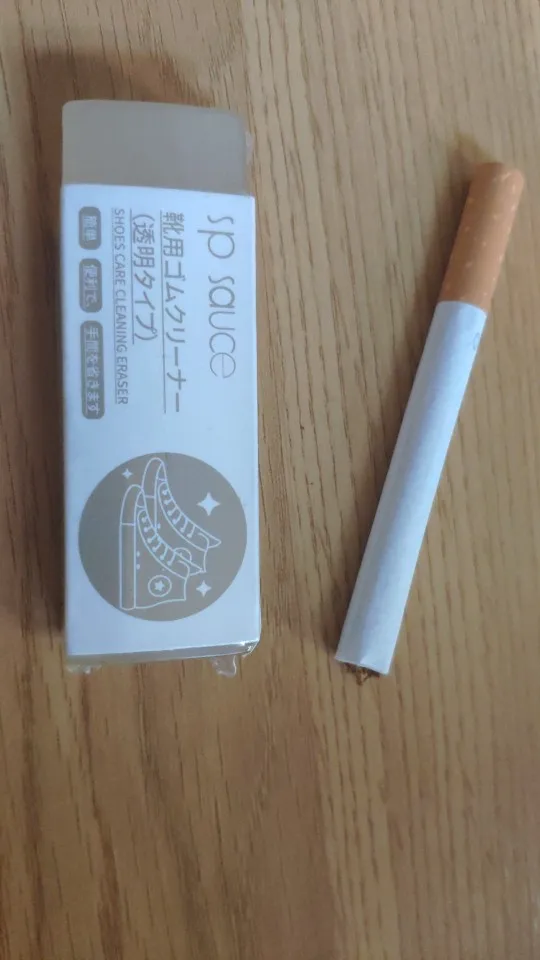 sp sauce
靴用ゴムクリーナー
(透明タイプ)
SHOES CARE CLEANING ERASER
簡単 便利で、 手間を省きます